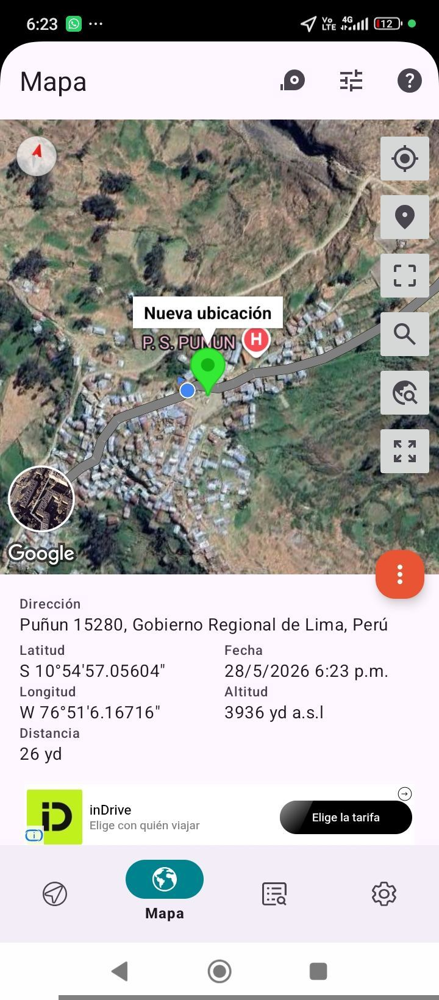 6:23
Vo LTE 4G 12
Mapa
Nueva ubicación
P. S. PUÑUN
H
Google
Dirección
Puñun 15280, Gobierno Regional de Lima, Perú
Latitud
Fecha
S 10°54'57.05604"
28/5/2026 6:23 p.m.
Longitud
Altitud
W 76°51'6.16716"
3936 yd a.s.l
Distancia
26 yd
iD
inDrive
Elige con quién viajar
Elige la tarifa
Mapa